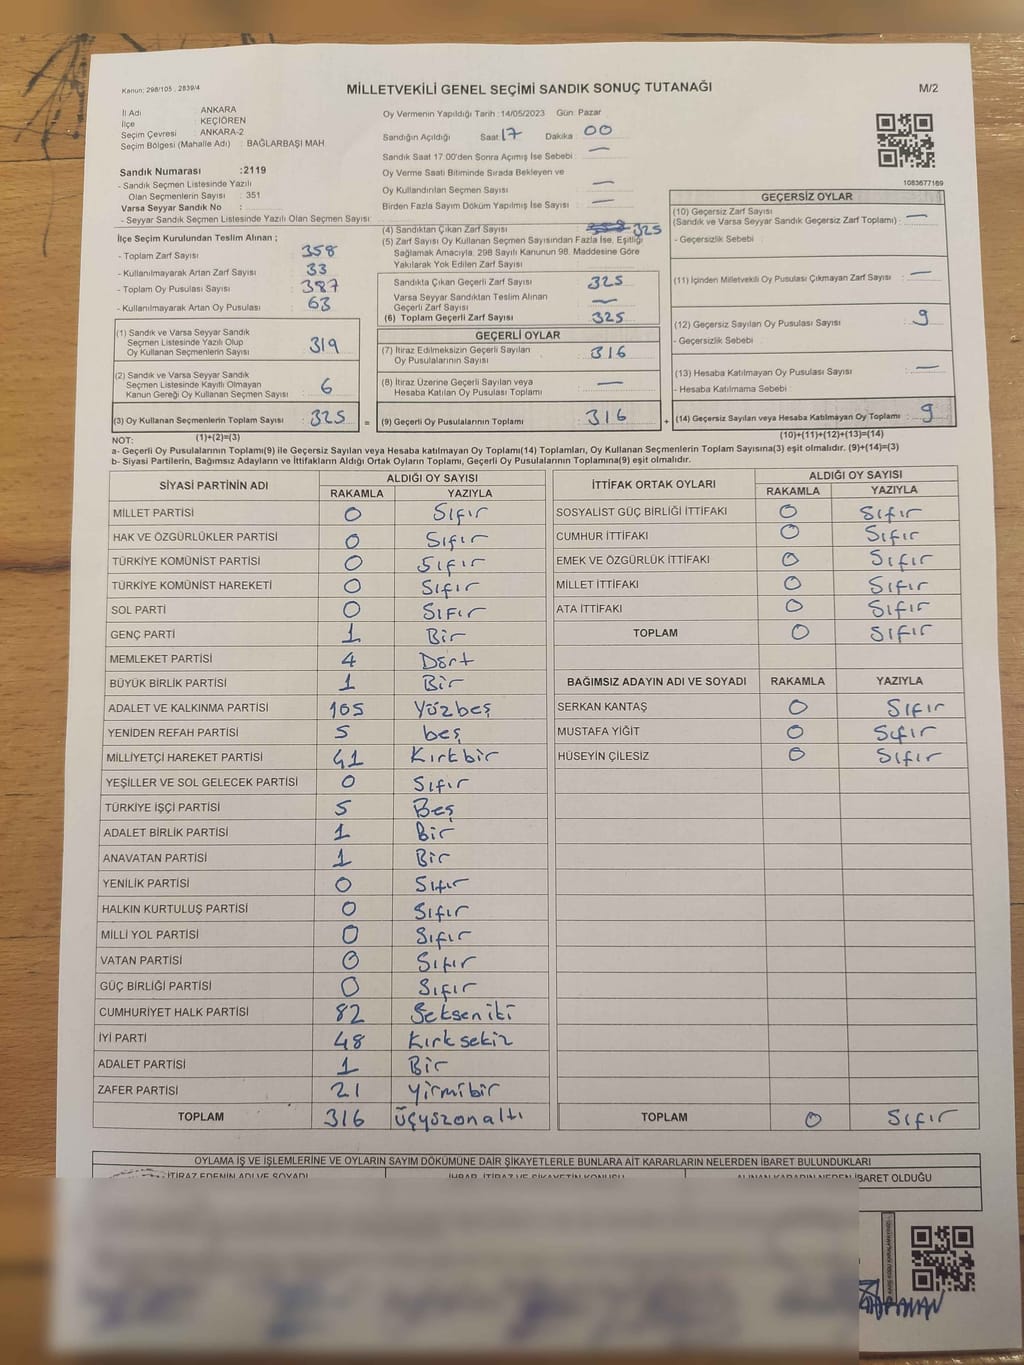 Kanun: 298/105 , 2839/4
MİLLETVEKİLİ GENEL SEÇİMİ SANDIK SONUÇ TUTANAĞI
M/2
İl Adı : ANKARA
İlçe : KEÇİÖREN
Seçim Çevresi : ANKARA-2
Seçim Bölgesi (Mahalle Adı) : BAĞLARBAŞI MAH
Sandık Numarası :2119
- Sandık Seçmen Listesinde Yazılı
Olan Seçmenlerin Sayısı : 351
Varsa Seyyar Sandık No :
- Seyyar Sandık Seçmen Listesinde Yazılı Olan Seçmen Sayısı:
Oy Vermenin Yapıldığı Tarih : 14/05/2023 Gün: Pazar
Sandığın Açıldığı Saat: 17 Dakika : 00
Sandık Saat 17:00'den Sonra Açımış İse Sebebi : —
Oy Verme Saati Bitiminde Sırada Bekleyen ve
Oy Kullandırılan Seçmen Sayısı : —
Birden Fazla Sayım Döküm Yapılmış İse Sayısı : —
1083677169
İlçe Seçim Kurulundan Teslim Alınan ;
- Toplam Zarf Sayısı : 358
- Kullanılmayarak Artan Zarf Sayısı : 33
- Toplam Oy Pusulası Sayısı : 387
- Kullanılmayarak Artan Oy Pusulası : 63
(1) Sandık ve Varsa Seyyar Sandık
Seçmen Listesinde Yazılı Olup
Oy Kullanan Seçmenlerin Sayısı : 319
(2) Sandık ve Varsa Seyyar Sandık
Seçmen Listesinde Kayıtlı Olmayan
Kanun Gereği Oy Kullanan Seçmen Sayısı : 6
(3) Oy Kullanan Seçmenlerin Toplam Sayısı : 325
(4) Sandıktan Çıkan Zarf Sayısı : 358 325
(5) Zarf Sayısı Oy Kullanan Seçmen Sayısından Fazla İse, Eşitliği
Sağlamak Amacıyla, 298 Sayılı Kanunun 98. Maddesine Göre
Yakılarak Yok Edilen Zarf Sayısı :
Sandıkta Çıkan Geçerli Zarf Sayısı : 325
Varsa Seyyar Sandıktan Teslim Alınan
Geçerli Zarf Sayısı : —
(6) Toplam Geçerli Zarf Sayısı : 325
GEÇERLİ OYLAR
(7) İtiraz Edilmeksizin Geçerli Sayılan
Oy Pusulalarının Sayısı : 316
(8) İtiraz Üzerine Geçerli Sayılan veya
Hesaba Katılan Oy Pusulası Toplamı : —
(9) Geçerli Oy Pusulalarının Toplamı : 316
GEÇERSİZ OYLAR
(10) Geçersiz Zarf Sayısı
(Sandık ve Varsa Seyyar Sandık Geçersiz Zarf Toplamı) : —
- Geçersizlik Sebebi :
(11) İçinden Milletvekili Oy Pusulası Çıkmayan Zarf Sayısı : —
(12) Geçersiz Sayılan Oy Pusulası Sayısı : 9
- Geçersizlik Sebebi :
(13) Hesaba Katılmayan Oy Pusulası Sayısı : —
- Hesaba Katılmama Sebebi :
(14) Geçersiz Sayılan veya Hesaba Katılmayan Oy Toplamı : 9
NOT: (1)+(2)=(3) (10)+(11)+(12)+(13)=(14)
a- Geçerli Oy Pusulalarının Toplamı(9) ile Geçersiz Sayılan veya Hesaba katılmayan Oy Toplamı(14) Toplamları, Oy Kullanan Seçmenlerin Toplam Sayısına(3) eşit olmalıdır. (9)+(14)=(3)
b- Siyasi Partilerin, Bağımsız Adayların ve İttifakların Aldığı Ortak Oyların Toplamı, Geçerli Oy Pusulalarının Toplamına(9) eşit olmalıdır.
SİYASİ PARTİNİN ADI ALDIĞI OY SAYISI
RAKAMLA YAZIYLA
MİLLET PARTİSİ 0 Sıfır
HAK VE ÖZGÜRLÜKLER PARTİSİ 0 Sıfır
TÜRKİYE KOMÜNİST PARTİSİ 0 Sıfır
TÜRKİYE KOMÜNİST HAREKETİ 0 Sıfır
SOL PARTİ 0 Sıfır
GENÇ PARTİ 1 Bir
MEMLEKET PARTİSİ 4 Dört
BÜYÜK BİRLİK PARTİSİ 1 Bir
ADALET VE KALKINMA PARTİSİ 105 Yüzbeş
YENİDEN REFAH PARTİSİ 5 beş
MİLLİYETÇİ HAREKET PARTİSİ 41 Kırkbir
YEŞİLLER VE SOL GELECEK PARTİSİ 0 Sıfır
TÜRKİYE İŞÇİ PARTİSİ 5 Beş
ADALET BİRLİK PARTİSİ 1 Bir
ANAVATAN PARTİSİ 1 Bir
YENİLİK PARTİSİ 0 Sıfır
HALKIN KURTULUŞ PARTİSİ 0 Sıfır
MİLLİ YOL PARTİSİ 0 Sıfır
VATAN PARTİSİ 0 Sıfır
GÜÇ BİRLİĞİ PARTİSİ 0 Sıfır
CUMHURİYET HALK PARTİSİ 82 Seksen iki
İYİ PARTİ 48 Kırk sekiz
ADALET PARTİSİ 1 Bir
ZAFER PARTİSİ 21 Yirmibir
TOPLAM 316 Üçyüzonaltı
İTTİFAK ORTAK OYLARI ALDIĞI OY SAYISI
RAKAMLA YAZIYLA
SOSYALIST GÜÇ BİRLİĞİ İTTİFAKI 0 Sıfır
CUMHUR İTTİFAKI 0 Sıfır
EMEK VE ÖZGÜRLÜK İTTİFAKI 0 Sıfır
MİLLET İTTİFAKI 0 Sıfır
ATA İTTİFAKI 0 Sıfır
TOPLAM 0 Sıfır
BAĞIMSIZ ADAYIN ADI VE SOYADI RAKAMLA YAZIYLA
SERKAN KANTAŞ 0 Sıfır
MUSTAFA YİĞİT 0 Sıfır
HÜSEYİN ÇİLESİZ 0 Sıfır
TOPLAM 0 Sıfır
OYLAMA İŞ VE İŞLEMLERİNE VE OYLARIN SAYIM DÖKÜMÜNE DAİR ŞİKAYETLERLE BUNLARA AİT KARARLARIN NELERDEN İBARET BULUNDUKLARI
İTİRAZ EDENİN ADI VE SOYADI İHBAR, İTİRAZ VE ŞİKAYETİN KONUSU ALINAN KARARIN NEDEN İBARET OLDUĞU